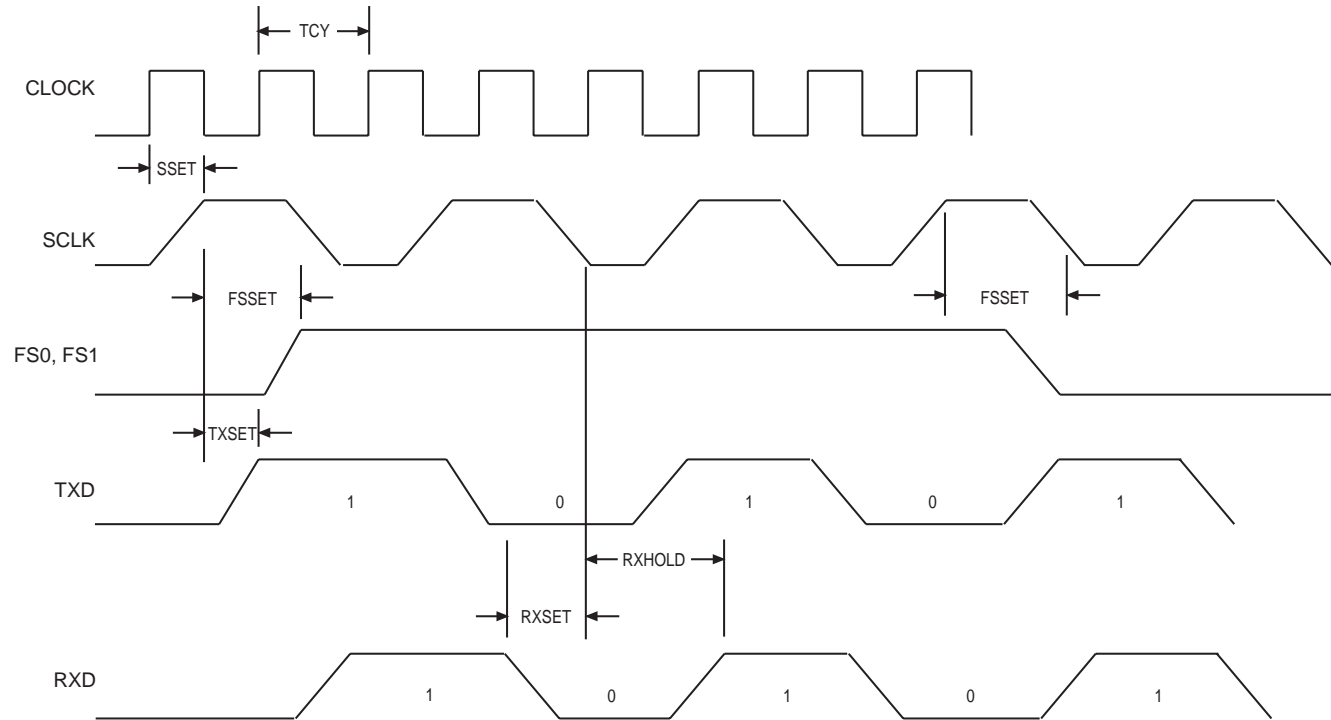 TCY
CLOCK
SSET
SCLK
FSSET
FSSET
FS0, FS1
TXSET
TXD
1 0 1 0 1
RXHOLD
RXSET
RXD
1 0 1 0 1